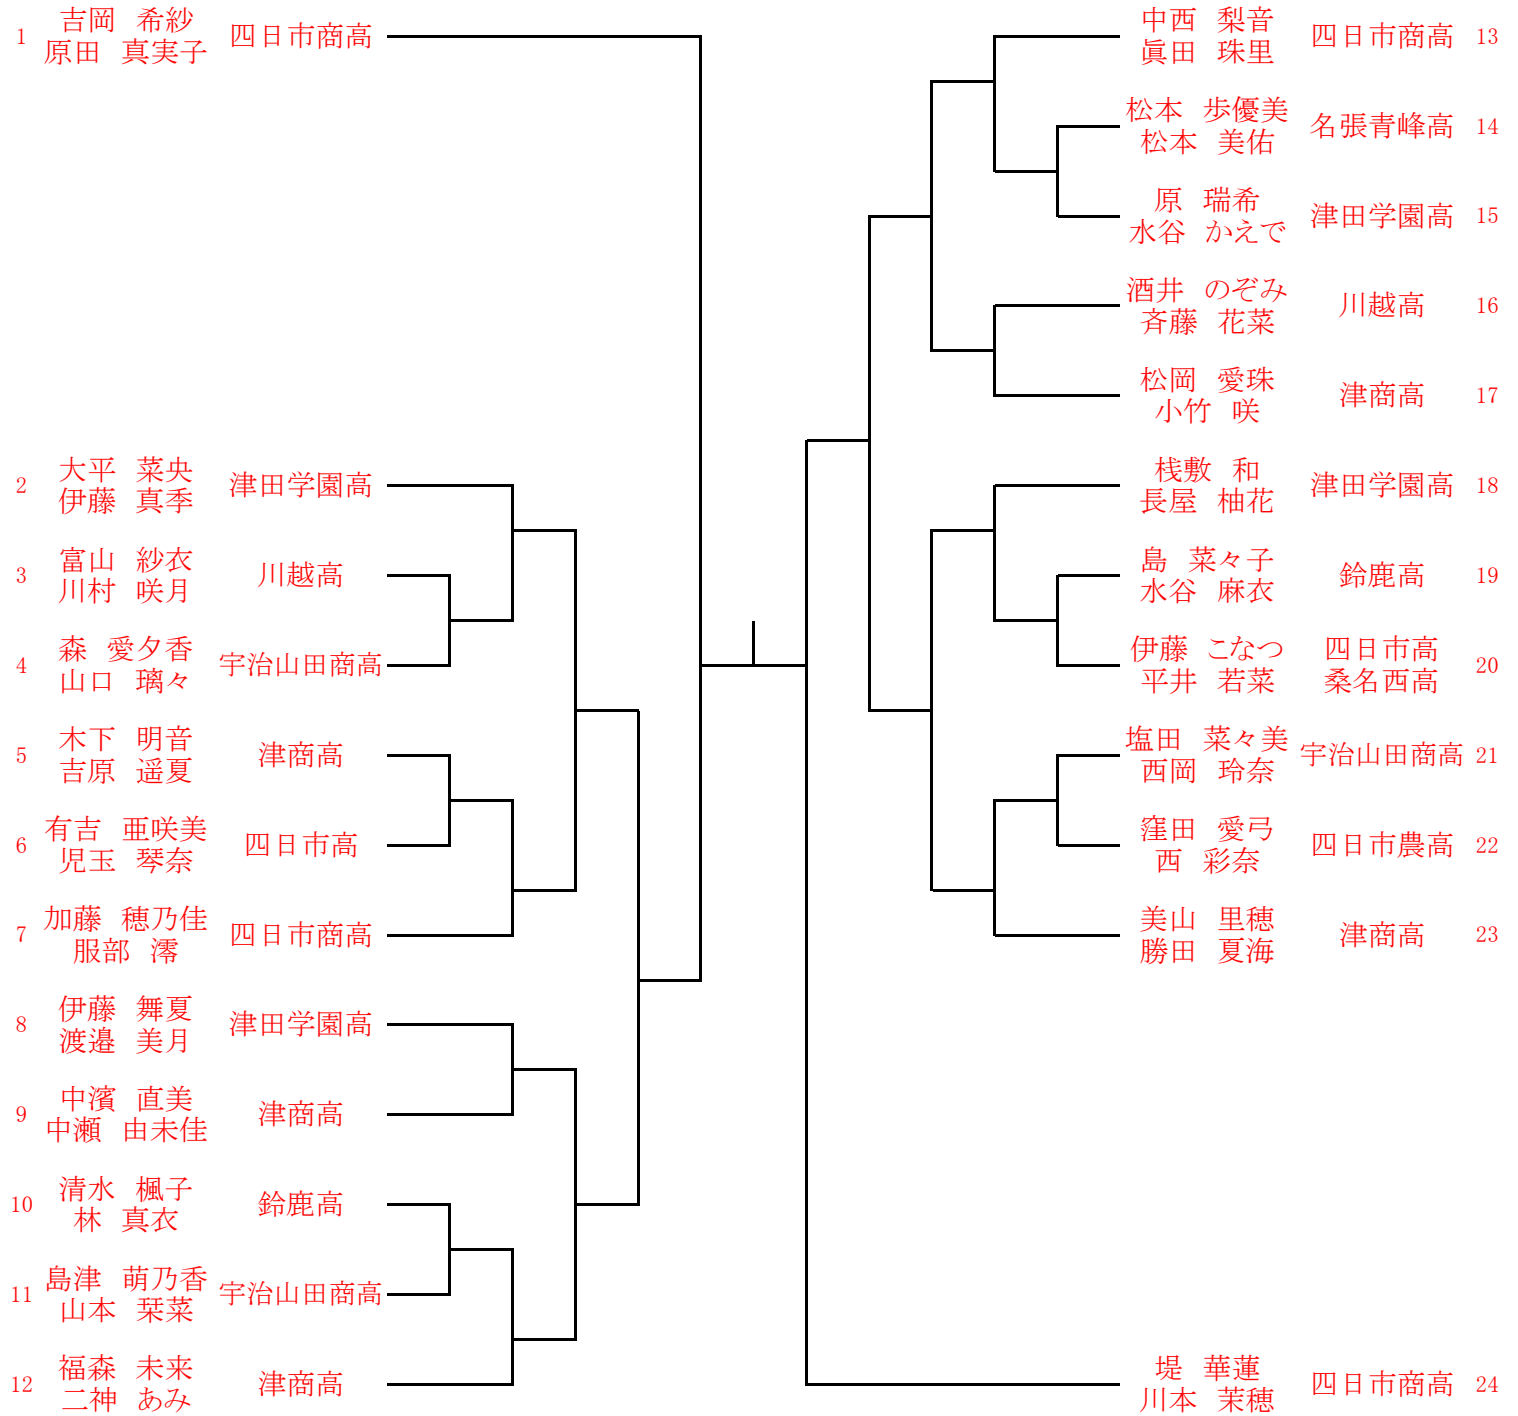 1 吉岡 希紗 四日市商高
原田 真実子
2 大平 菜央 津田学園高
伊藤 真季
3 富山 紗衣 川越高
川村 咲月
4 森 愛夕香 宇治山田商高
山口 璃々
5 木下 明音 津商高
吉原 遥夏
6 有吉 亜咲美 四日市高
児玉 琴奈
7 加藤 穂乃佳 四日市商高
服部 澪
8 伊藤 舞夏 津田学園高
渡邉 美月
9 中濱 直美 津商高
中瀬 由未佳
10 清水 楓子 鈴鹿高
林 真衣
11 島津 萌乃香 宇治山田商高
山本 栞菜
12 福森 未来 津商高
二神 あみ
中西 梨音 四日市商高 13
眞田 珠里
松本 歩優美 名張青峰高 14
松本 美佑
原 瑞希 津田学園高 15
水谷 かえで
酒井 のぞみ 川越高 16
斉藤 花菜
松岡 愛珠 津商高 17
小竹 咲
桟敷 和 津田学園高 18
長屋 柚花
島 菜々子 鈴鹿高 19
水谷 麻衣
伊藤 こなつ 四日市高 20
平井 若菜 桑名西高
塩田 菜々美 宇治山田商高 21
西岡 玲奈
窪田 愛弓 四日市農高 22
西 彩奈
美山 里穂 津商高 23
勝田 夏海
堤 華蓮 四日市商高 24
川本 茉穂